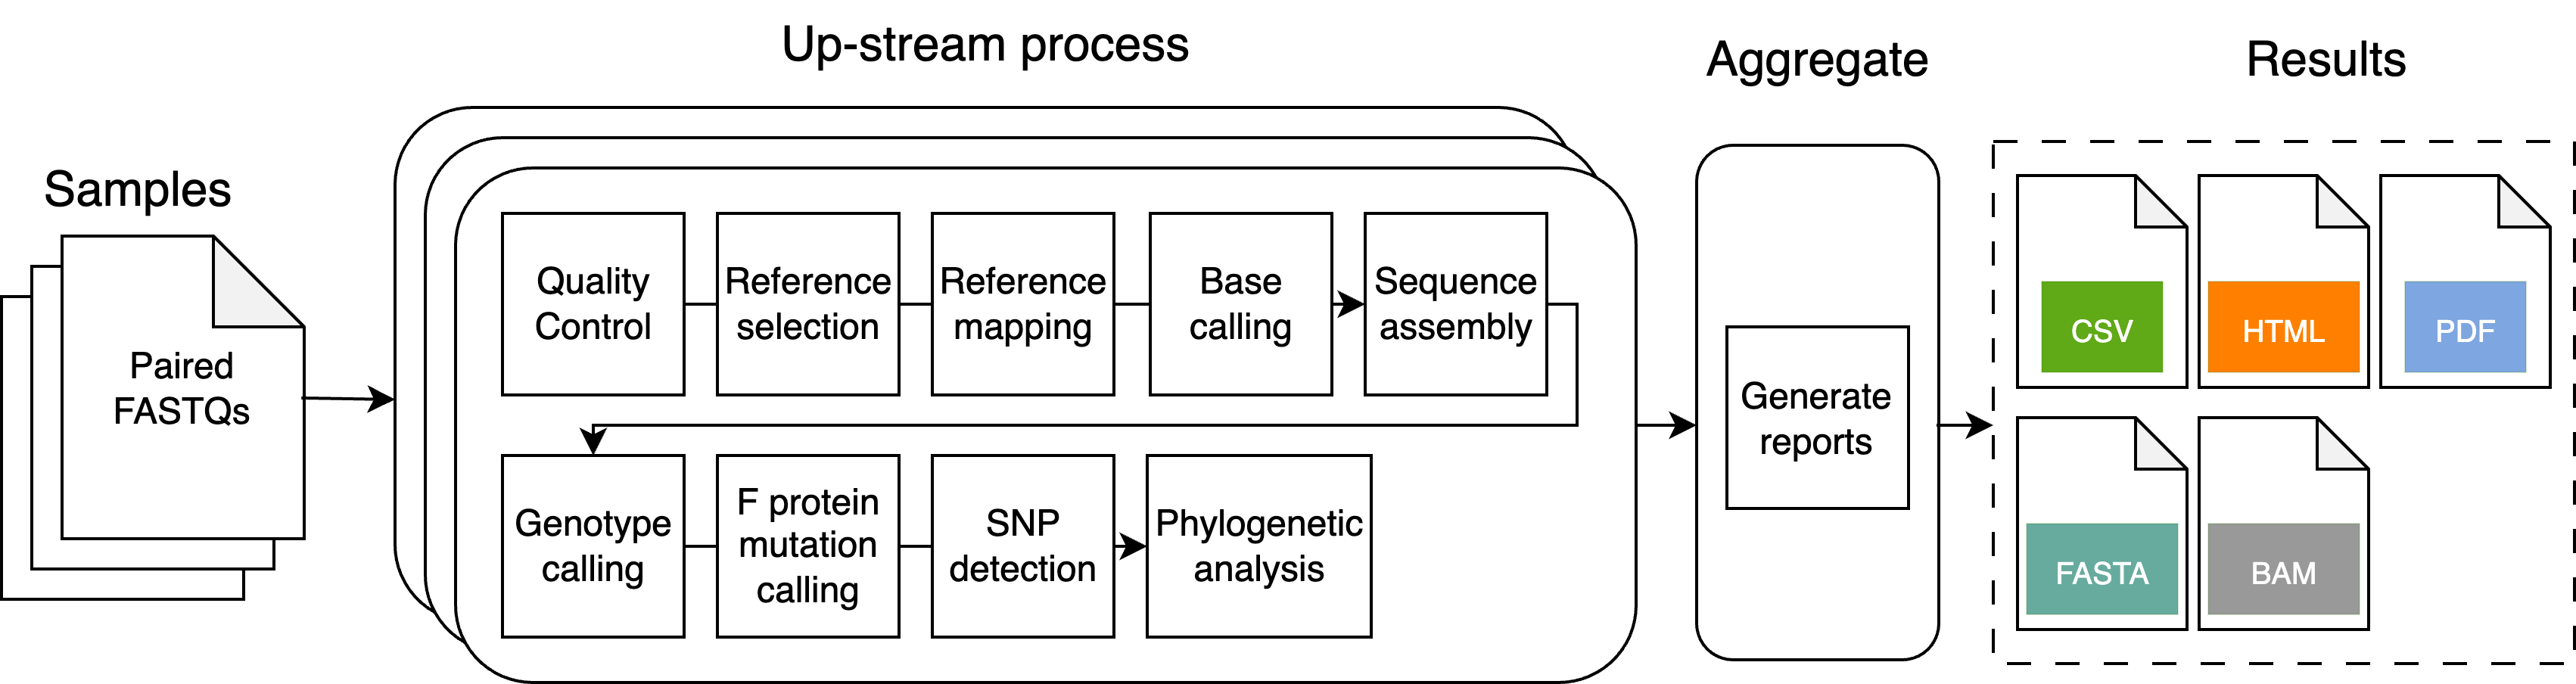 Up-stream process
Aggregate
Results
Samples
Paired
FASTQs
Quality
Control
Reference
selection
Reference
mapping
Base
calling
Sequence
assembly
Genotype
calling
F protein
mutation
calling
SNP
detection
Phylogenetic
analysis
Generate
reports
CSV
HTML
PDF
FASTA
BAM